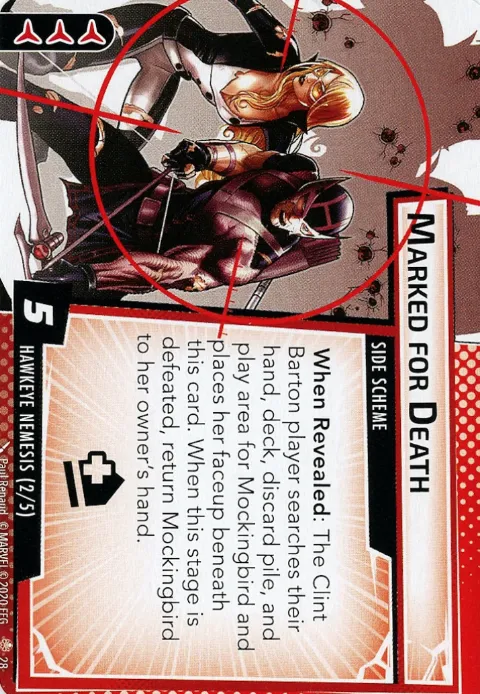 MARKED FOR DEATH
SIDE SCHEME
When Revealed: The Clint
Barton player searches their
hand, deck, discard pile, and
play area for Mockingbird and
places her faceup beneath
this card. When this stage is
defeated, return Mockingbird
to her owner's hand.
5
HAWKEYE NEMESIS (2/5)
Paul Renaud © MARVEL © 2020 FFG 28